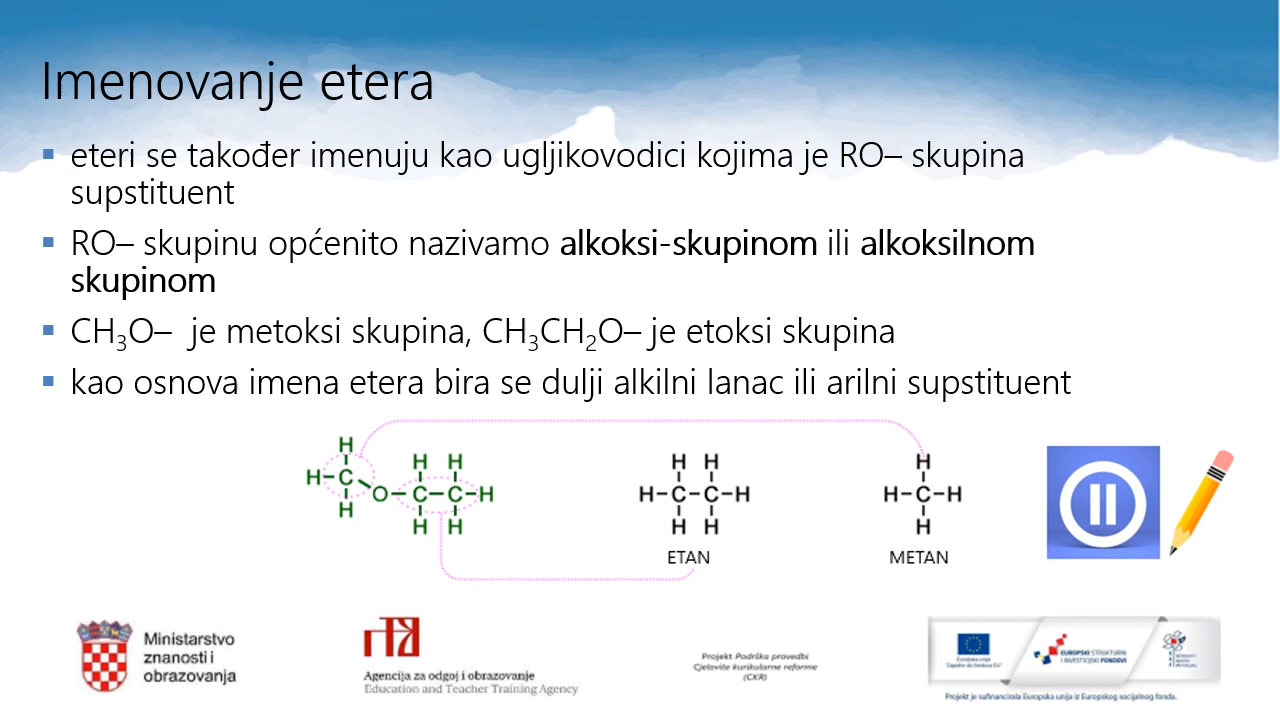 Imenovanje etera
▪ eteri se također imenuju kao ugljikovodici kojima je RO– skupina
supstituent
▪ RO– skupinu općenito nazivamo alkoksi-skupinom ili alkoksilnom
skupinom
▪ CH₃O– je metoksi skupina, CH₃CH₂O– je etoksi skupina
▪ kao osnova imena etera bira se dulji alkilni lanac ili arilni supstituent
H
H H
H H
H
H–C
O–C–C–H
H–C–C–H
H–C–H
H
H H
H H
H
ETAN
METAN
Ministarstvo
znanosti i
obrazovanja
Agencija za odgoj i obrazovanje
Education and Teacher Training Agency
Projekt Podrška provedbi
Cjelovite kurikularne reforme
(CKR)
Europska unija
EUROPSKI STRUKTURNI
I INVESTICIJSKI FONDOVI
Projekt je sufinancirala Europska unija iz Europskog socijalnog fonda.